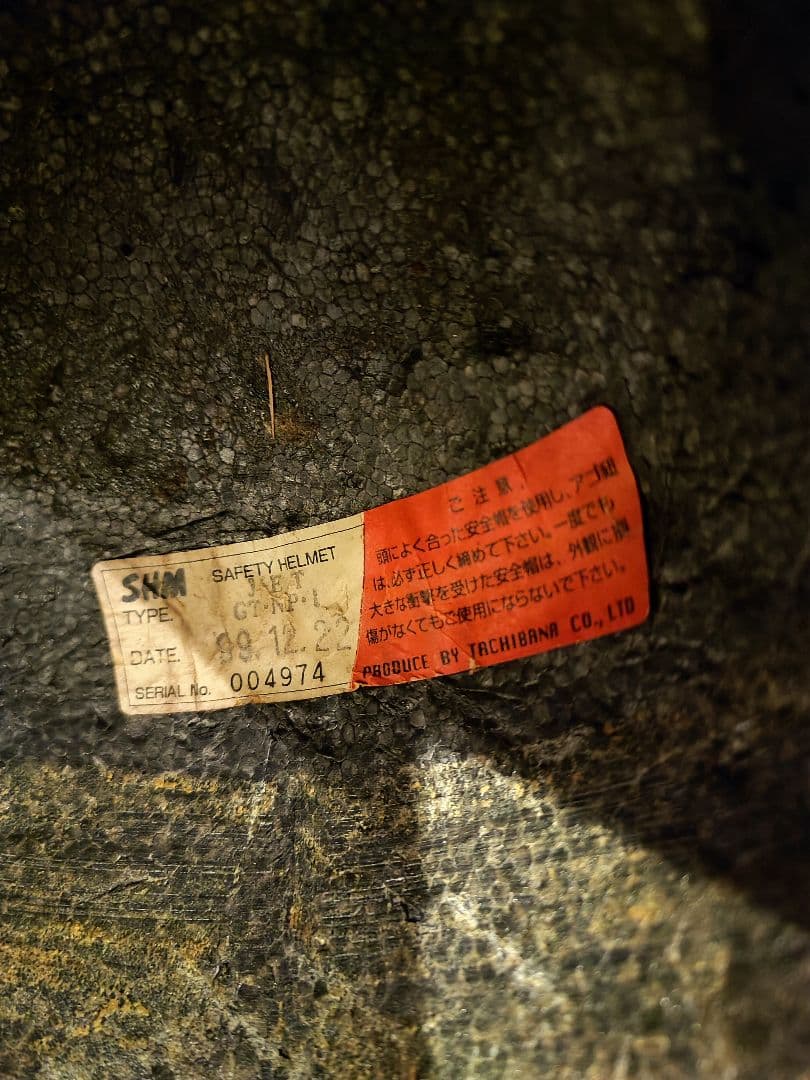 SHM SAFETY HELMET
TYPE. J-E-T
GT-NP-1
DATE. 99.12.22
SERIAL No. 004974
ご注意
頭によく合った安全帽を使用し、アゴ紐
は、必ず正しく締めて下さい。一度でも
大きな衝撃を受けた安全帽は、外観に
傷がなくてもご使用にならないで下さい。
PRODUCE BY TACHIBANA CO., LTD